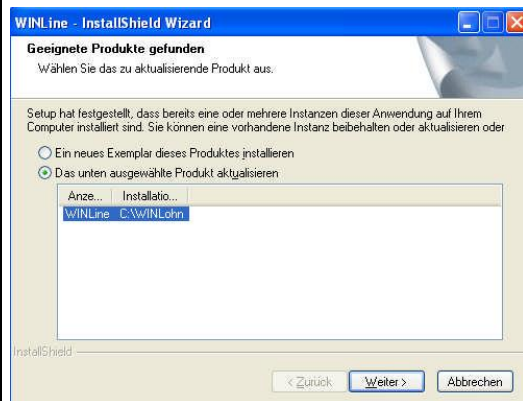 WINLine - InstallShield Wizard
Geeignete Produkte gefunden
Wählen Sie das zu aktualisierende Produkt aus.
Setup hat festgestellt, dass bereits eine oder mehrere Instanzen dieser Anwendung auf Ihrem
Computer installiert sind. Sie können eine vorhandene Instanz beibehalten oder aktualisieren oder
Ein neues Exemplar dieses Produktes installieren
Das unten ausgewählte Produkt aktualisieren
Anze... Installatio...
WINLine C:\WINLohn
InstallShield
< Zurück Weiter > Abbrechen